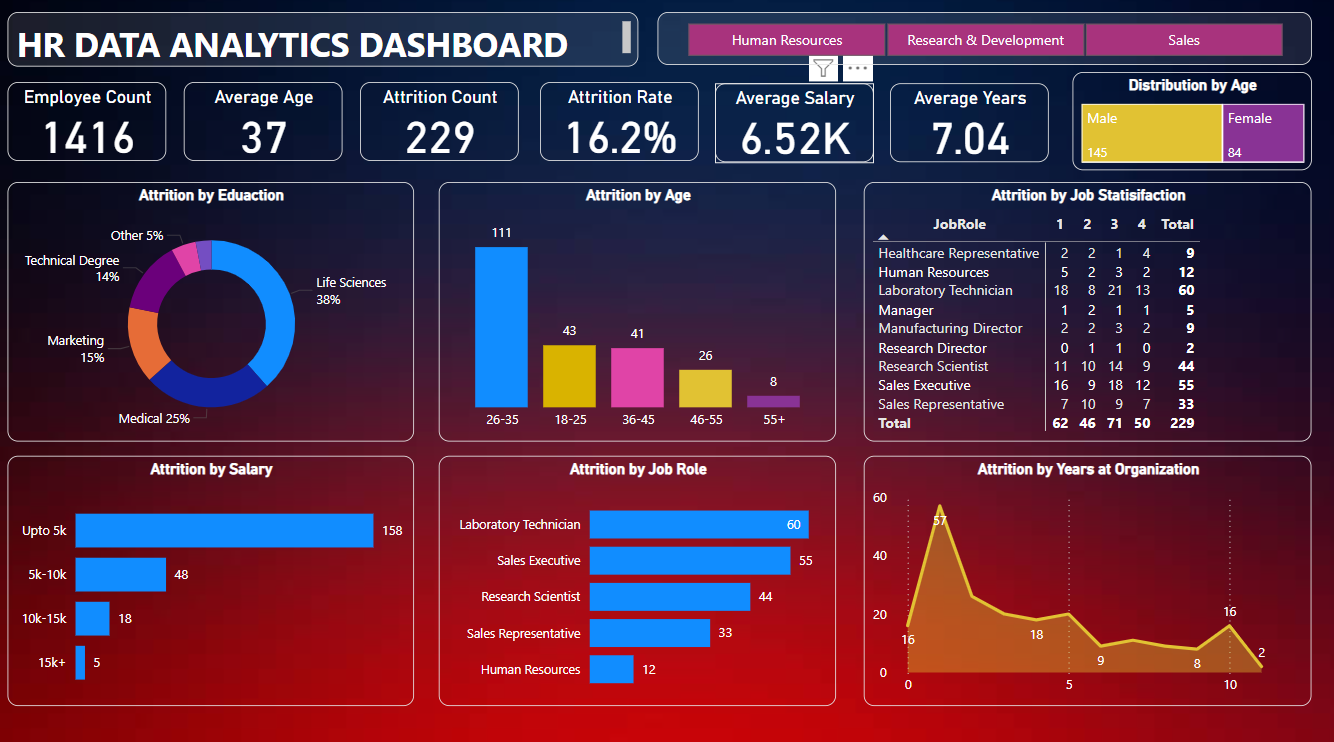 HR DATA ANALYTICS DASHBOARD
Human Resources Research & Development Sales
Employee Count
1416
Average Age
37
Attrition Count
229
Attrition Rate
16.2%
Average Salary
6.52K
Average Years
7.04
Distribution by Age
Male
145
Female
84
Attrition by Eduaction
Other 5%
Technical Degree
14%
Life Sciences
38%
Marketing
15%
Medical 25%
Attrition by Age
111
43
41
26
8
26-35 18-25 36-45 46-55 55+
Attrition by Job Statisifaction
JobRole 1 2 3 4 Total
Healthcare Representative 2 2 1 4 9
Human Resources 5 2 3 2 12
Laboratory Technician 18 8 21 13 60
Manager 1 2 1 1 5
Manufacturing Director 2 2 3 2 9
Research Director 0 1 1 0 2
Research Scientist 11 10 14 9 44
Sales Executive 16 9 18 12 55
Sales Representative 7 10 9 7 33
Total 62 46 71 50 229
Attrition by Salary
Upto 5k 158
5k-10k 48
10k-15k 18
15k+ 5
Attrition by Job Role
Laboratory Technician 60
Sales Executive 55
Research Scientist 44
Sales Representative 33
Human Resources 12
Attrition by Years at Organization
60
40
20
0
16
57
18
9
8
16
2
0 5 10